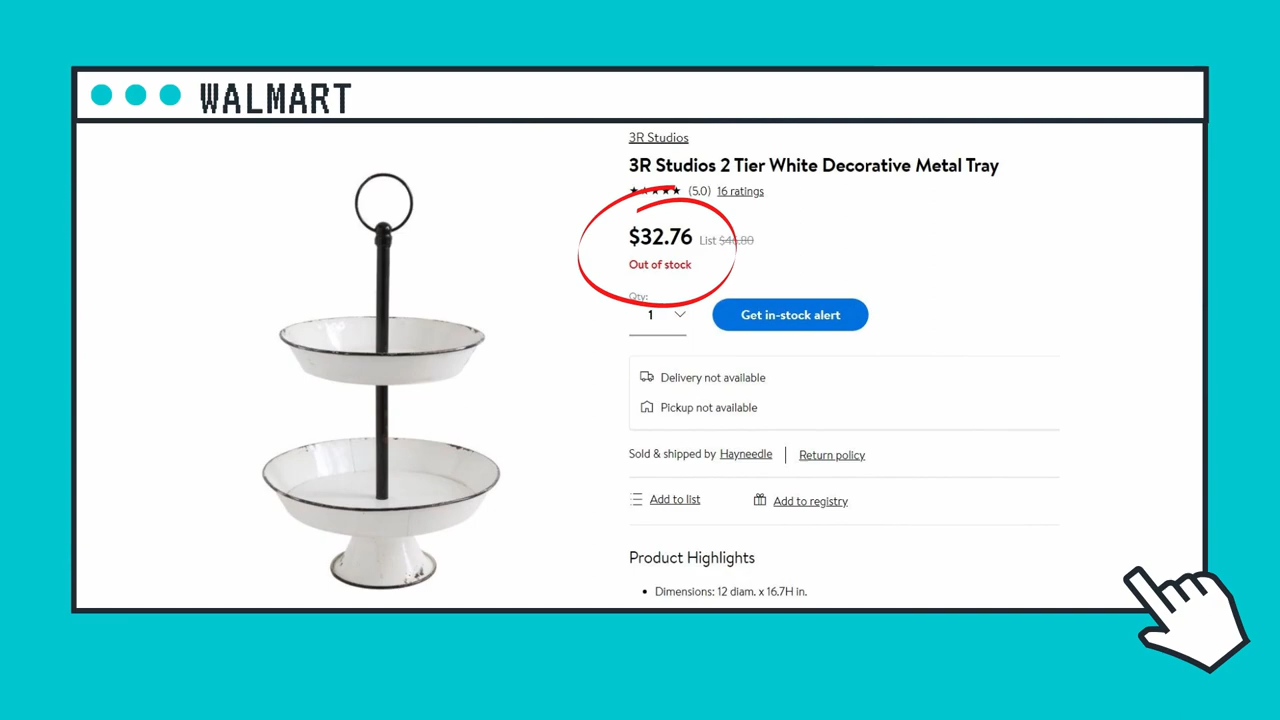 WALMART
3R Studios
3R Studios 2 Tier White Decorative Metal Tray
(5.0) 16 ratings
$32.76 List $46.80
Out of stock
Qty:
1
Get in-stock alert
Delivery not available
Pickup not available
Sold & shipped by Hayneedle Return policy
Add to list Add to registry
Product Highlights
• Dimensions: 12 diam. x 16.7H in.